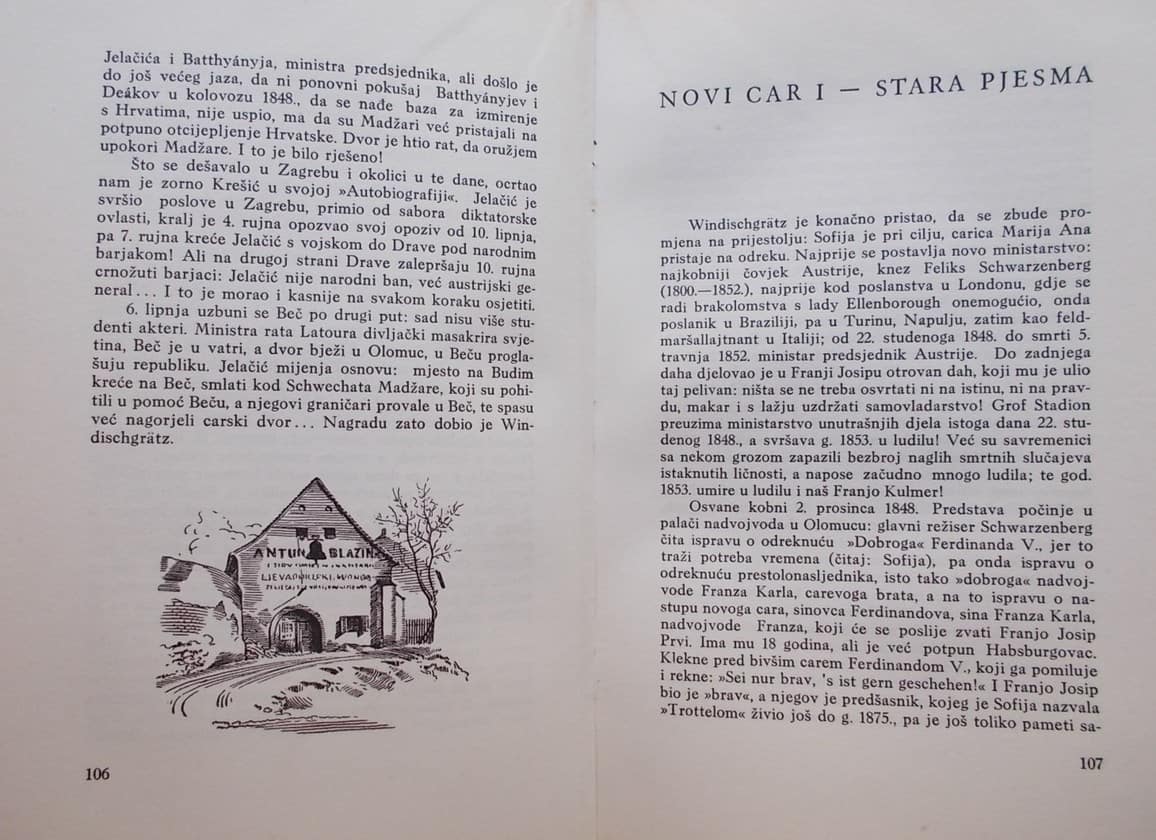 Jelačića i Batthyányja, ministra predsjednika, ali došlo je
do još većeg jaza, da ni ponovni pokušaj Batthyányjev i
Deákov u kolovozu 1848., da se nađe baza za izmirenje
s Hrvatima, nije uspio, ma da su Madžari već pristajali na
potpuno otcijepljenje Hrvatske. Dvor je htio rat, da oružjem
upokori Madžare. I to je bilo rješeno!
Što se dešavalo u Zagrebu i okolici u te dane, ocrtao
nam je zorno Krešić u svojoj »Autobiografiji«. Jelačić je
svršio poslove u Zagrebu, primio od sabora diktatorske
ovlasti, kralj je 4. rujna opozvao svoj opoziv od 10. lipnja,
pa 7. rujna kreće Jelačić s vojskom do Drave pod narodnim
barjakom! Ali na drugoj strani Drave zalepršaju 10. rujna
crnožuti barjaci: Jelačić nije narodni ban, već austrijski ge-
neral... I to je morao i kasnije na svakom koraku osjetiti.
6. lipnja uzbuni se Beč po drugi put: sad nisu više stu-
denti akteri. Ministra rata Latoura divljački masakrira svje-
tina, Beč je u vatri, a dvor bježi u Olomuc, u Beču progla-
šuju republiku. Jelačić mijenja osnovu: mjesto na Budim
kreće na Beč, smlati kod Schwechata Madžare, koji su pohi-
tili u pomoć Beču, a njegovi graničari provale u Beč, te spasu
već nagorjeli carski dvor... Nagradu zato dobio je Win-
dischgrätz.
ANTUN BLAZIN
106
NOVI CAR I — STARA PJESMA
Windischgrätz je konačno pristao, da se zbude pro-
mjena na prijestolju: Sofija je pri cilju, carica Marija Ana
pristaje na odreku. Najprije se postavlja novo ministarstvo:
najkobniji čovjek Austrije, knez Feliks Schwarzenberg
(1800.—1852.), najprije kod poslanstva u Londonu, gdje se
radi brakolomstva s lady Ellenborough onemogućio, onda
poslanik u Braziliji, pa u Turinu, Napulju, zatim kao feld-
maršallajtnant u Italiji; od 22. studenoga 1848. do smrti 5.
travnja 1852. ministar predsjednik Austrije. Do zadnjega
daha djelovao je u Franji Josipu otrovan dah, koji mu je ulio
taj pelivan: ništa se ne treba osvrtati ni na istinu, ni na prav-
du, makar i s lažju uzdržati samovladarstvo! Grof Stadion
preuzima ministarstvo unutrašnjih djela istoga dana 22. stu-
denog 1848., a svršava g. 1853. u ludilu! Već su savremenici
sa nekom grozom zapazili bezbroj naglih smrtnih slučajeva
istaknutih ličnosti, a napose začudno mnogo ludila; te god.
1853. umire u ludilu i naš Franjo Kulmer!
Osvane kobni 2. prosinca 1848. Predstava počinje u
palači nadvojvoda u Olomucu: glavni režiser Schwarzenberg
čita ispravu o odreknuću »Dobroga« Ferdinanda V., jer to
traži potreba vremena (čitaj: Sofija), pa onda ispravu o
odreknuću prestolonasljednika, isto tako »dobroga« nadvoj-
vode Franza Karla, carevoga brata, a na to ispravu o na-
stupu novoga cara, sinovca Ferdinandova, sina Franza Karla,
nadvojvode Franza, koji će se poslije zvati Franjo Josip
Prvi. Ima mu 18 godina, ali je već potpun Habsburgovac.
Klekne pred bivšim carem Ferdinandom V., koji ga pomiluje
i rekne: »Sei nur brav, 's ist gern geschehen!« I Franjo Josip
bio je »brav«, a njegov je predšasnik, kojeg je Sofija nazvala
»Trottelom« živio još do g. 1875., pa je još toliko pameti sa-
107